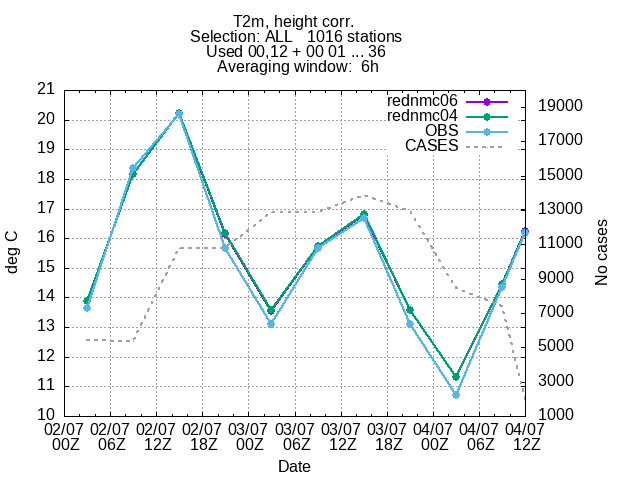 T2m, height corr.
Selection: ALL   1016 stations
Used 00,12 + 00 01 ... 36
Averaging window:  6h
rednmc06
rednmc04
OBS
CASES
21
20
19
18
17
16
15
14
13
12
11
10
deg C
19000
17000
15000
13000
11000
9000
7000
5000
3000
1000
No cases
02/07 02/07 02/07 02/07 03/07 03/07 03/07 03/07 04/07 04/07 04/07
00Z 06Z 12Z 18Z 00Z 06Z 12Z 18Z 00Z 06Z 12Z
Date